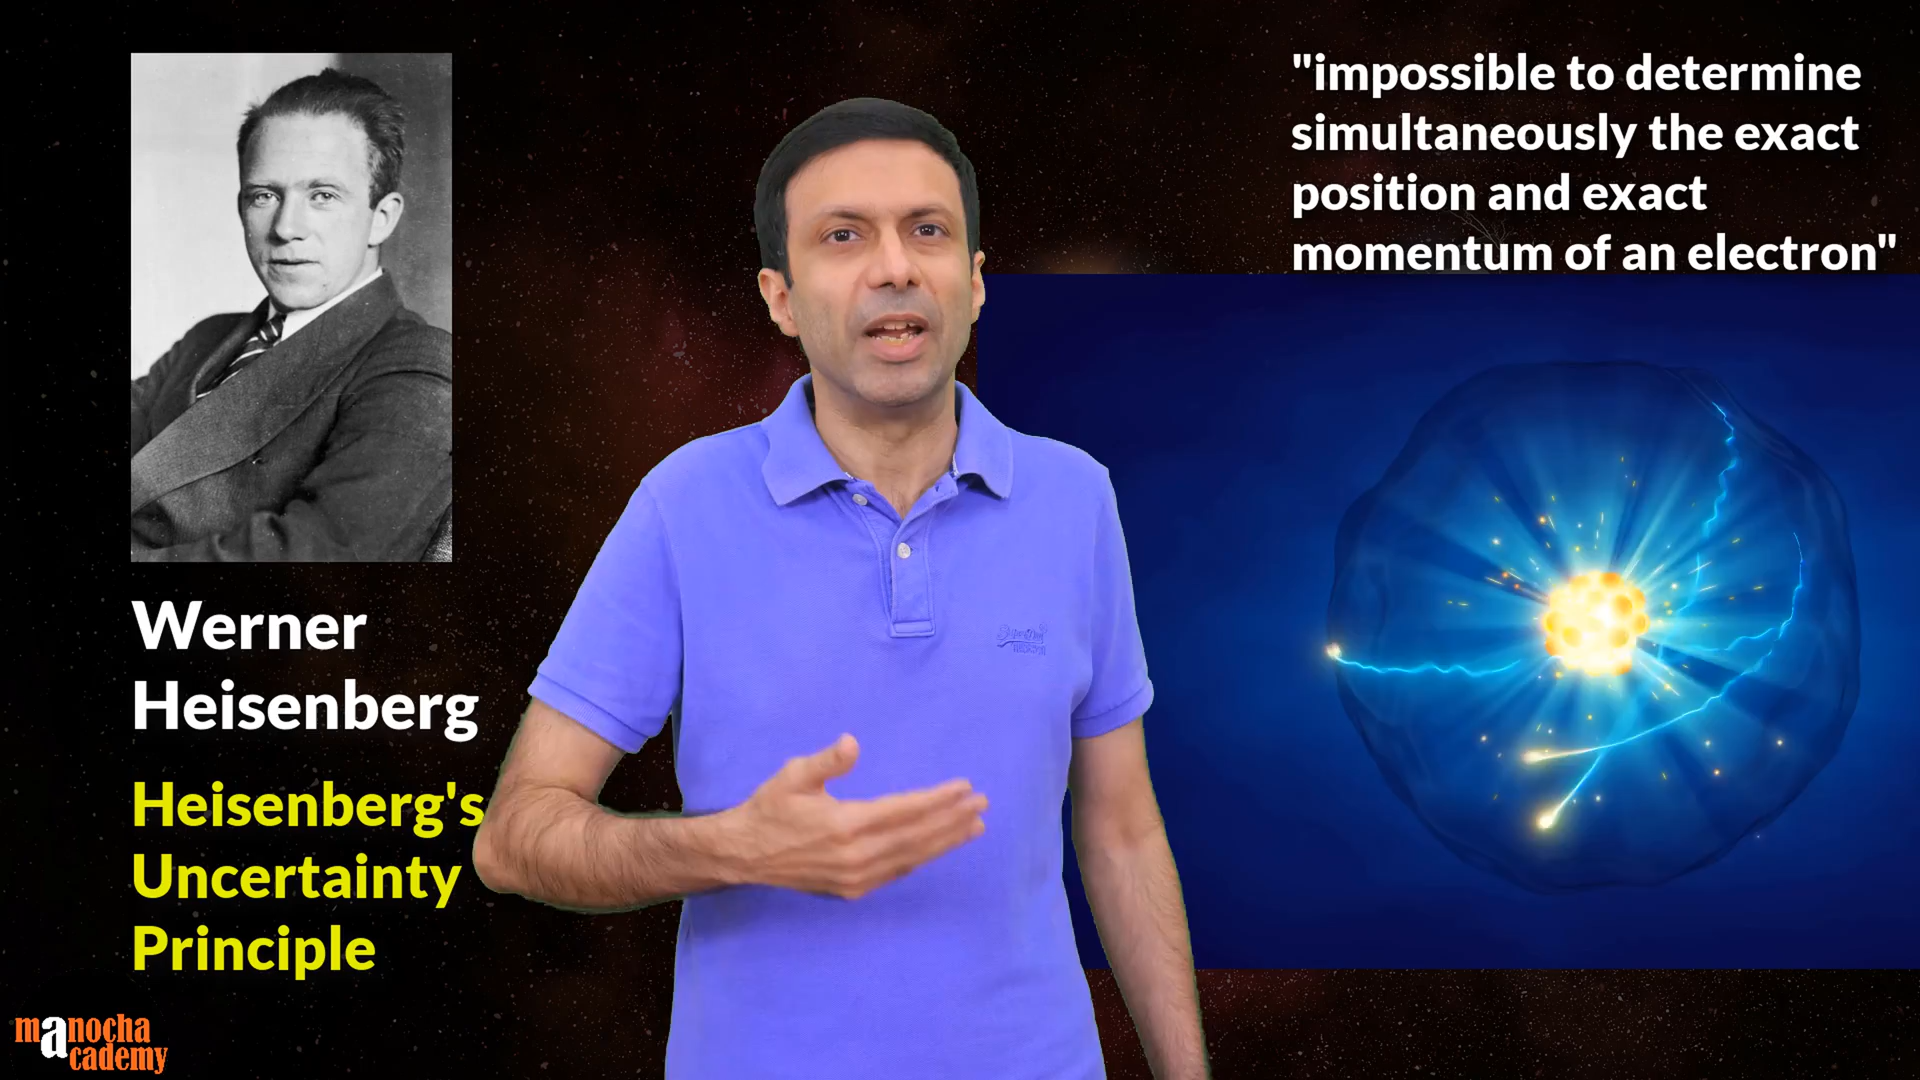 "impossible to determine
simultaneously the exact
position and exact
momentum of an electron"
Werner
Heisenberg
Heisenberg's
Uncertainty
Principle
manocha
academy